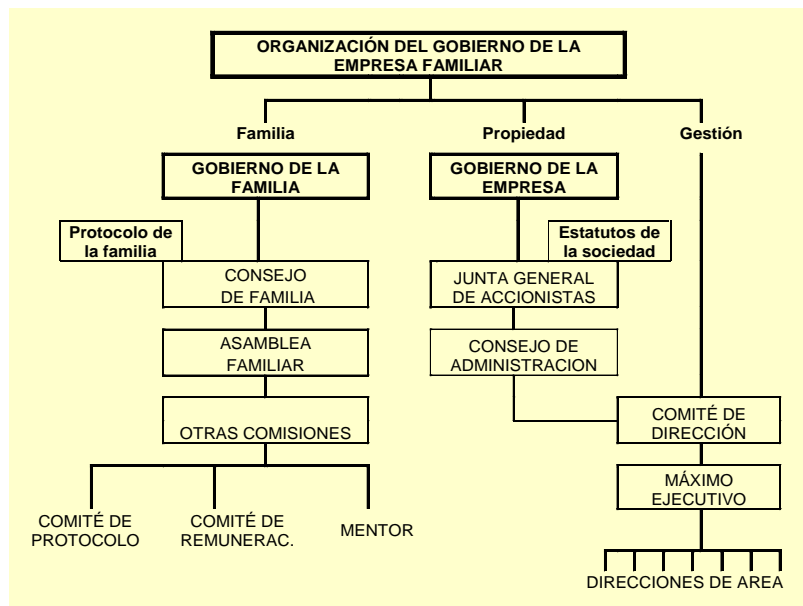 ORGANIZACIÓN DEL GOBIERNO DE LA
EMPRESA FAMILIAR
Familia
Propiedad
Gestión
GOBIERNO DE LA
FAMILIA
GOBIERNO DE LA
EMPRESA
Protocolo de
la familia
Estatutos de
la sociedad
CONSEJO
DE FAMILIA
JUNTA GENERAL
DE ACCIONISTAS
ASAMBLEA
FAMILIAR
CONSEJO DE
ADMINISTRACION
OTRAS COMISIONES
COMITÉ DE
DIRECCIÓN
MÁXIMO
EJECUTIVO
COMITÉ DE
PROTOCOLO
COMITÉ DE
REMUNERAC.
MENTOR
DIRECCIONES DE AREA